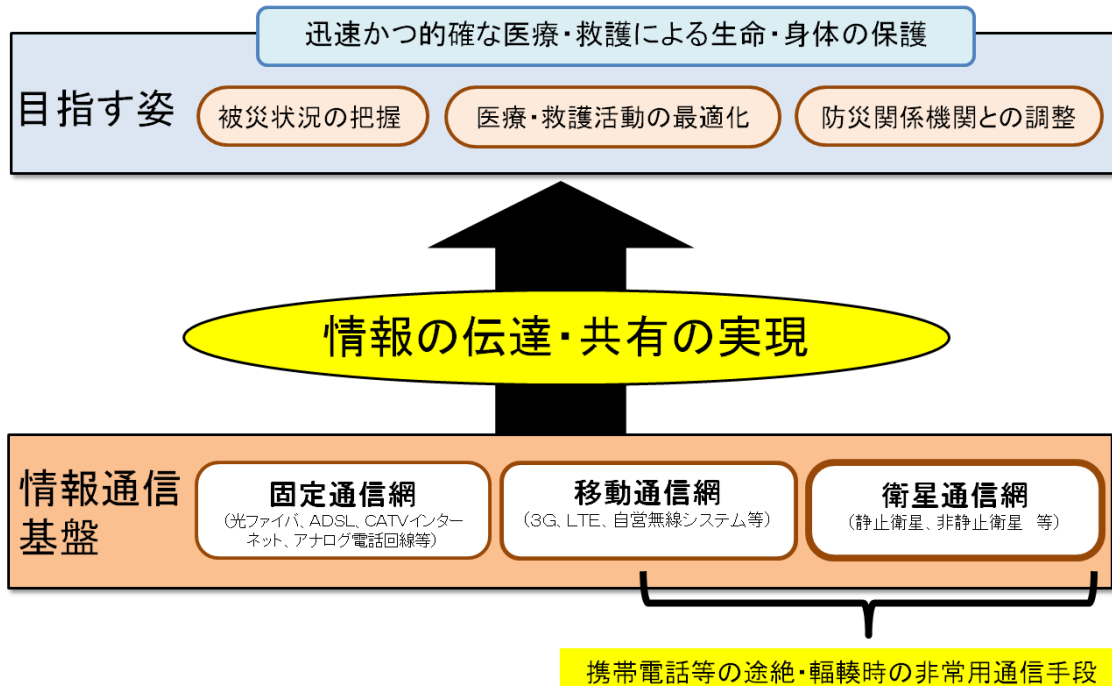 迅速かつ的確な医療・救護による生命・身体の保護
目指す姿
被災状況の把握
医療・救護活動の最適化
防災関係機関との調整
情報の伝達・共有の実現
情報通信
基盤
固定通信網
(光ファイバ、ADSL、CATVインター
ネット、アナログ電話回線等)
移動通信網
(3G、LTE、自営無線システム等)
衛星通信網
(静止衛星、非静止衛星 等)
携帯電話等の途絶・輻輳時の非常用通信手段